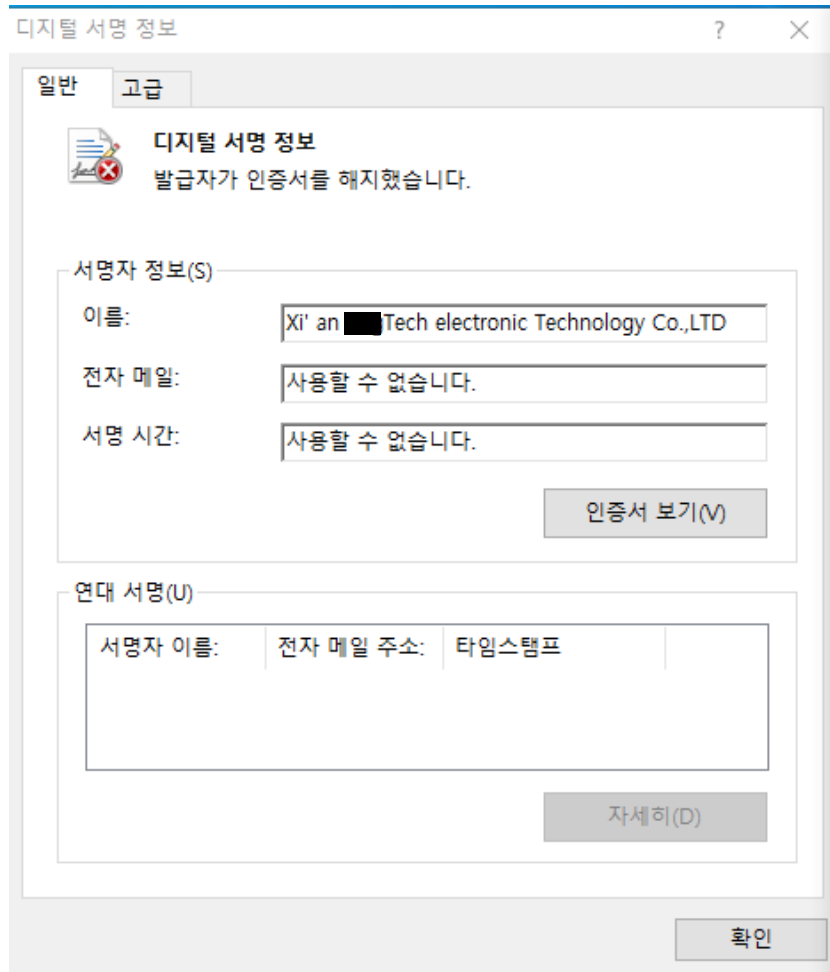 디지털 서명 정보
일반 고급
디지털 서명 정보
발급자가 인증서를 해지했습니다.
서명자 정보(S)
이름: Xi' an Tech electronic Technology Co.,LTD
전자 메일: 사용할 수 없습니다.
서명 시간: 사용할 수 없습니다.
인증서 보기(V)
연대 서명(U)
서명자 이름: 전자 메일 주소: 타임스탬프
자세히(D)
확인